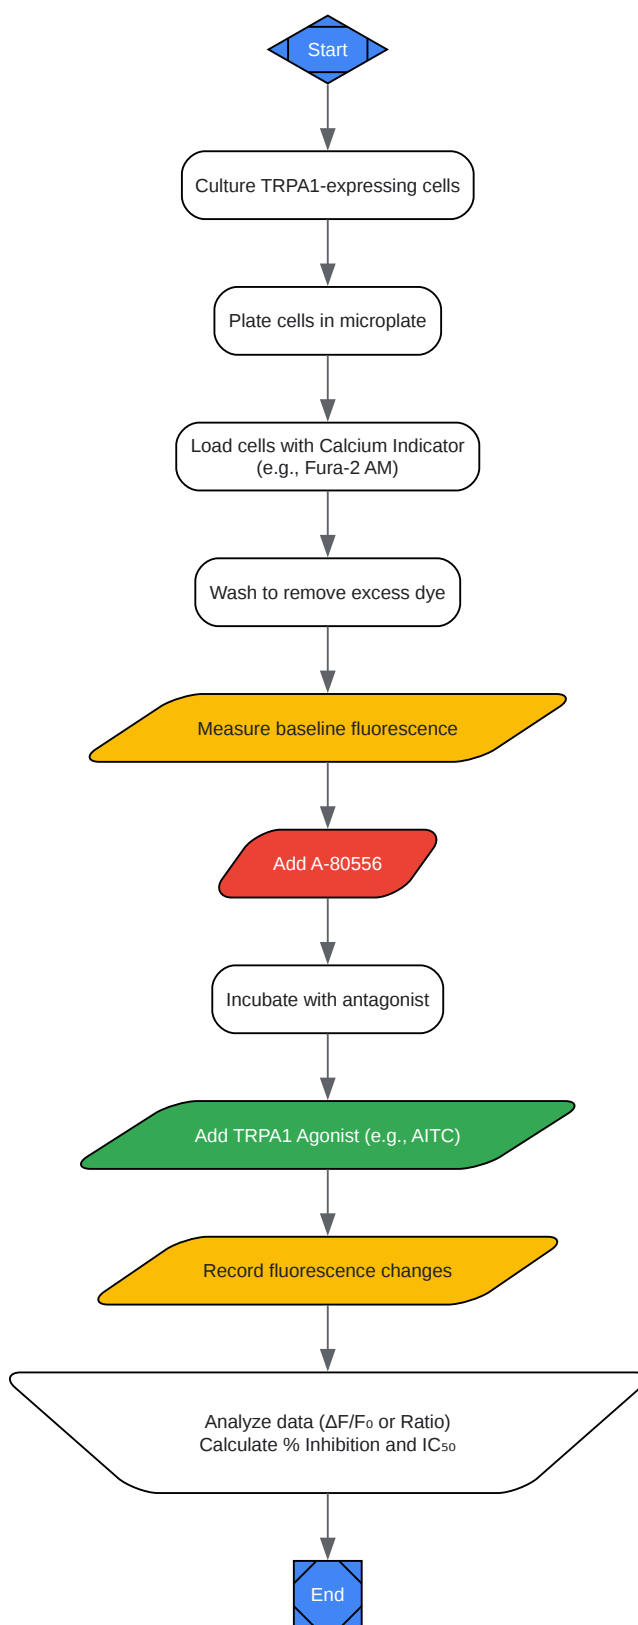 Start
Culture TRPA1-expressing cells
Plate cells in microplate
Load cells with Calcium Indicator
(e.g., Fura-2 AM)
Wash to remove excess dye
Measure baseline fluorescence
Add A-80556
Incubate with antagonist
Add TRPA1 Agonist (e.g., AITC)
Record fluorescence changes
Analyze data (ΔF/F₀ or Ratio)
Calculate % Inhibition and IC₅₀
End